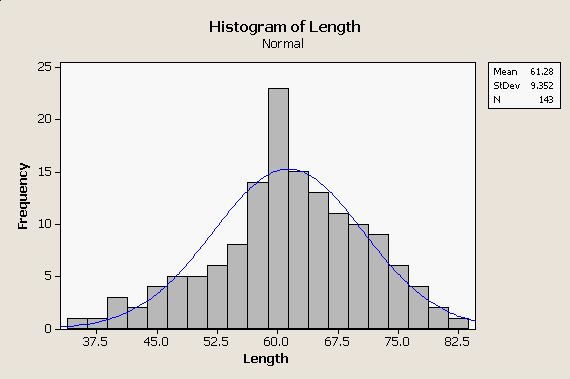 Histogram of Length
Normal
Mean 61.28
StDev 9.352
N 143
Frequency
25
20
15
10
5
0
37.5 45.0 52.5 60.0 67.5 75.0 82.5
Length